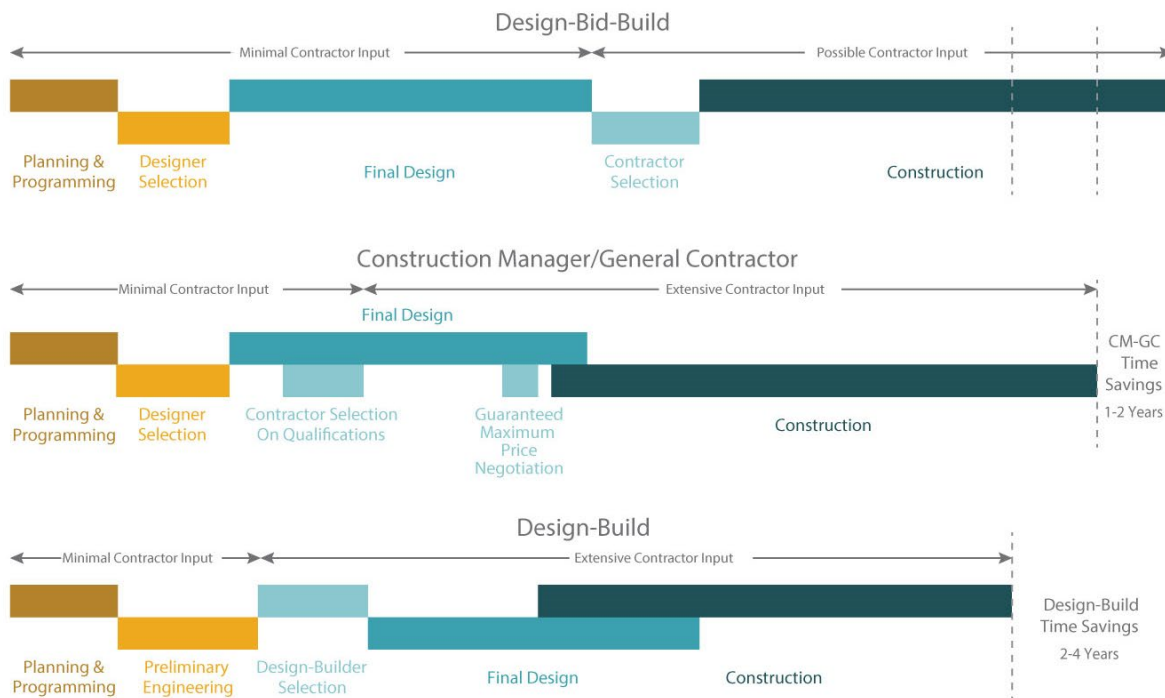 Design-Bid-Build
Minimal Contractor Input
Possible Contractor Input
Planning &
Programming
Designer
Selection
Final Design
Contractor
Selection
Construction
Construction Manager/General Contractor
Minimal Contractor Input
Extensive Contractor Input
Final Design
Planning &
Programming
Designer
Selection
Contractor Selection
On Qualifications
Guaranteed
Maximum
Price
Negotiation
Construction
CM-GC
Time
Savings
1-2 Years
Design-Build
Minimal Contractor Input
Extensive Contractor Input
Planning &
Programming
Preliminary
Engineering
Design-Builder
Selection
Final Design
Construction
Design-Build
Time Savings
2-4 Years